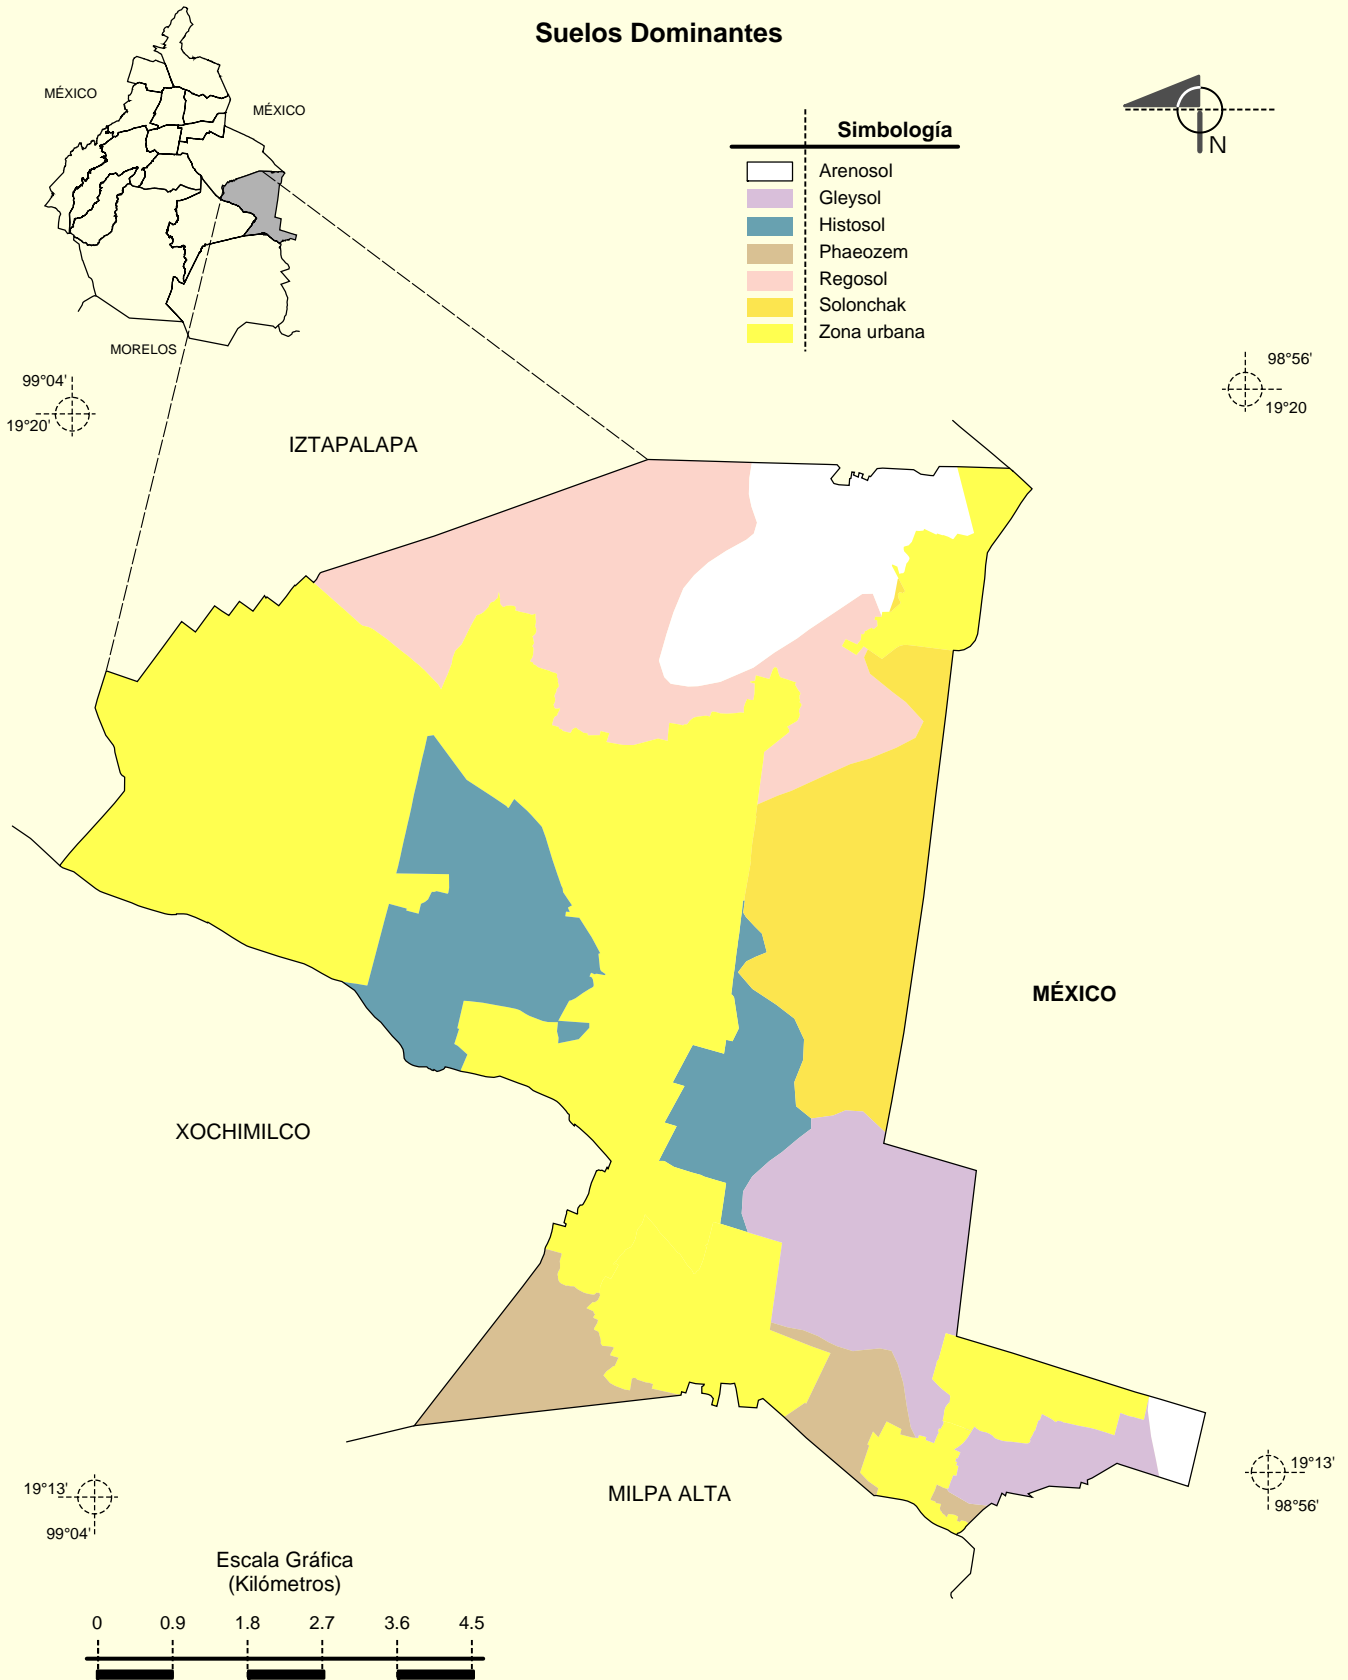 Suelos Dominantes
MÉXICO
MÉXICO
MORELOS
N
Simbología
Arenosol
Gleysol
Histosol
Phaeozem
Regosol
Solonchak
Zona urbana
99°04'
19°20'
98°56'
19°20
IZTAPALAPA
MÉXICO
XOCHIMILCO
MILPA ALTA
19°13'
99°04'
19°13'
98°56'
Escala Gráfica
(Kilómetros)
0 0.9 1.8 2.7 3.6 4.5